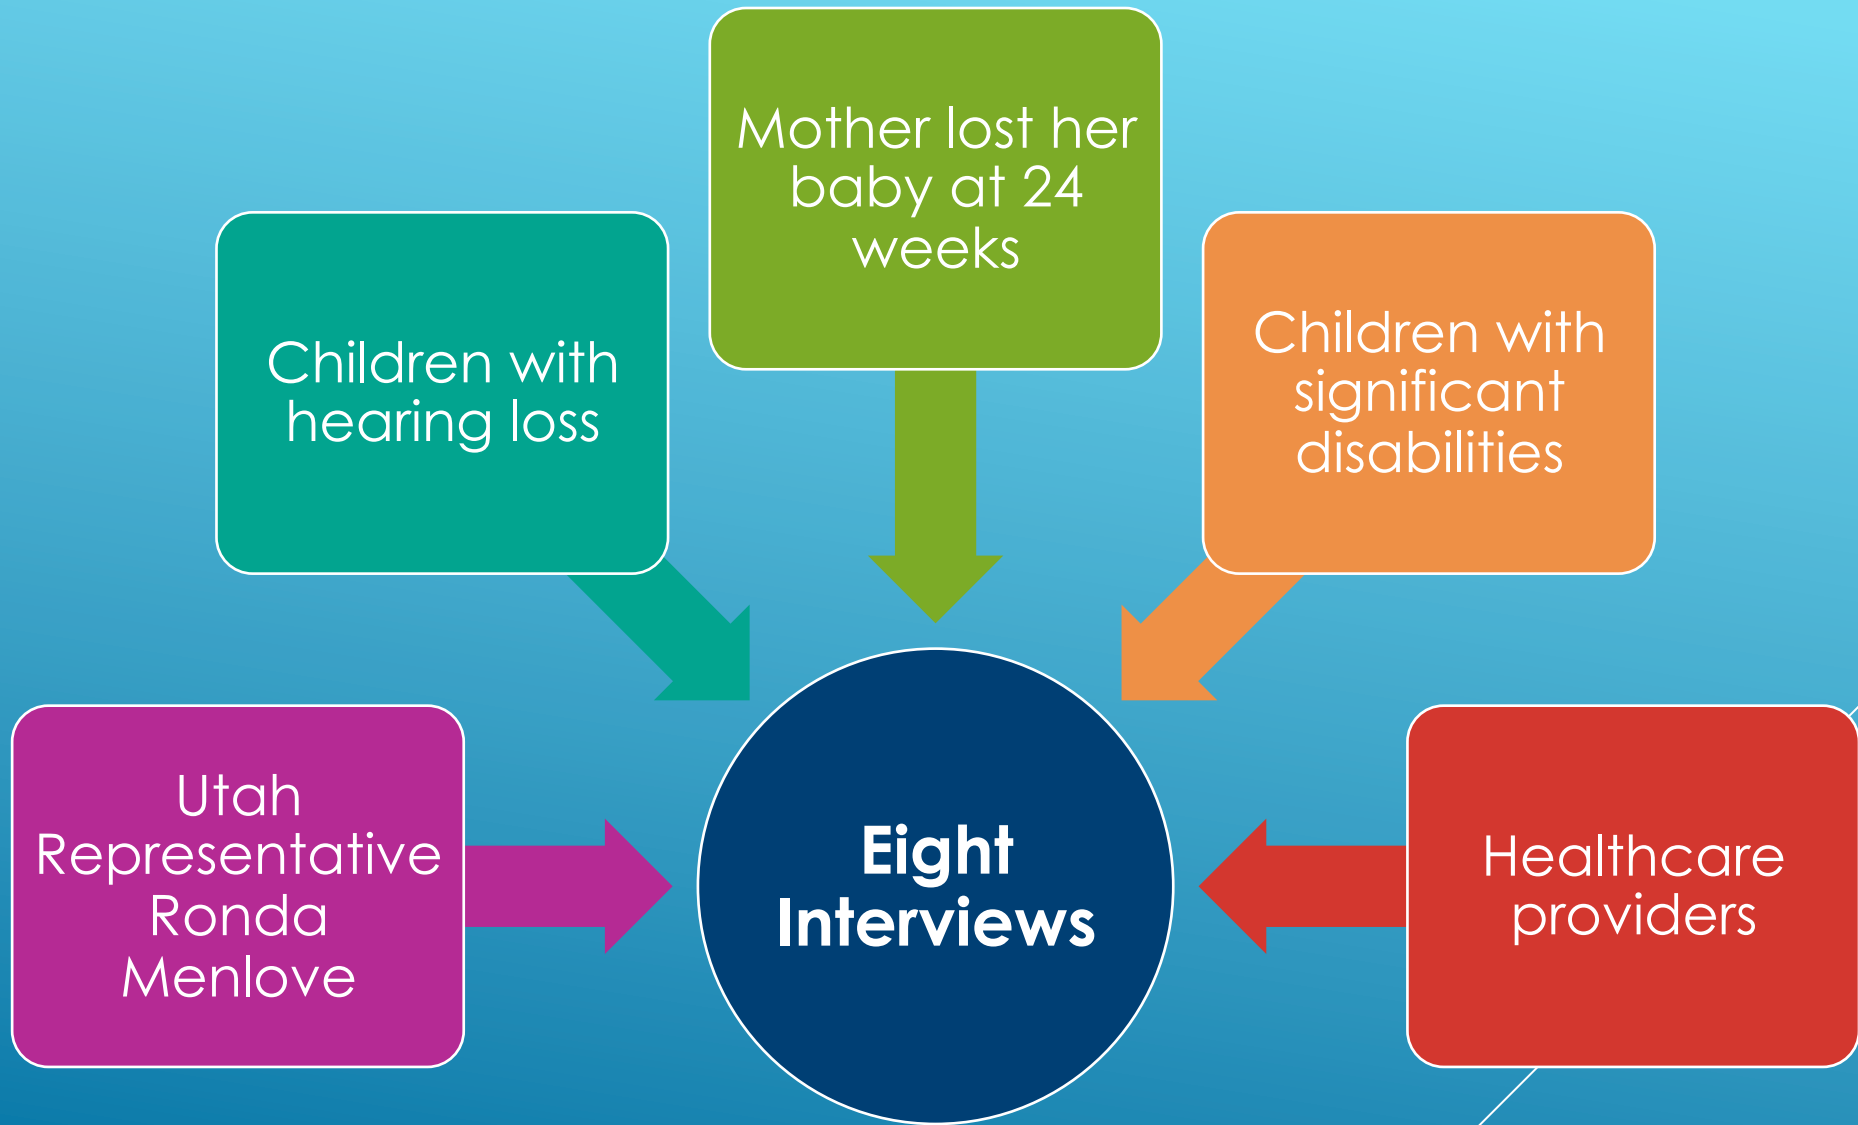 Mother lost her
baby at 24
weeks
Children with
hearing loss
Children with
significant
disabilities
Utah
Representative
Ronda
Menlove
Eight
Interviews
Healthcare
providers